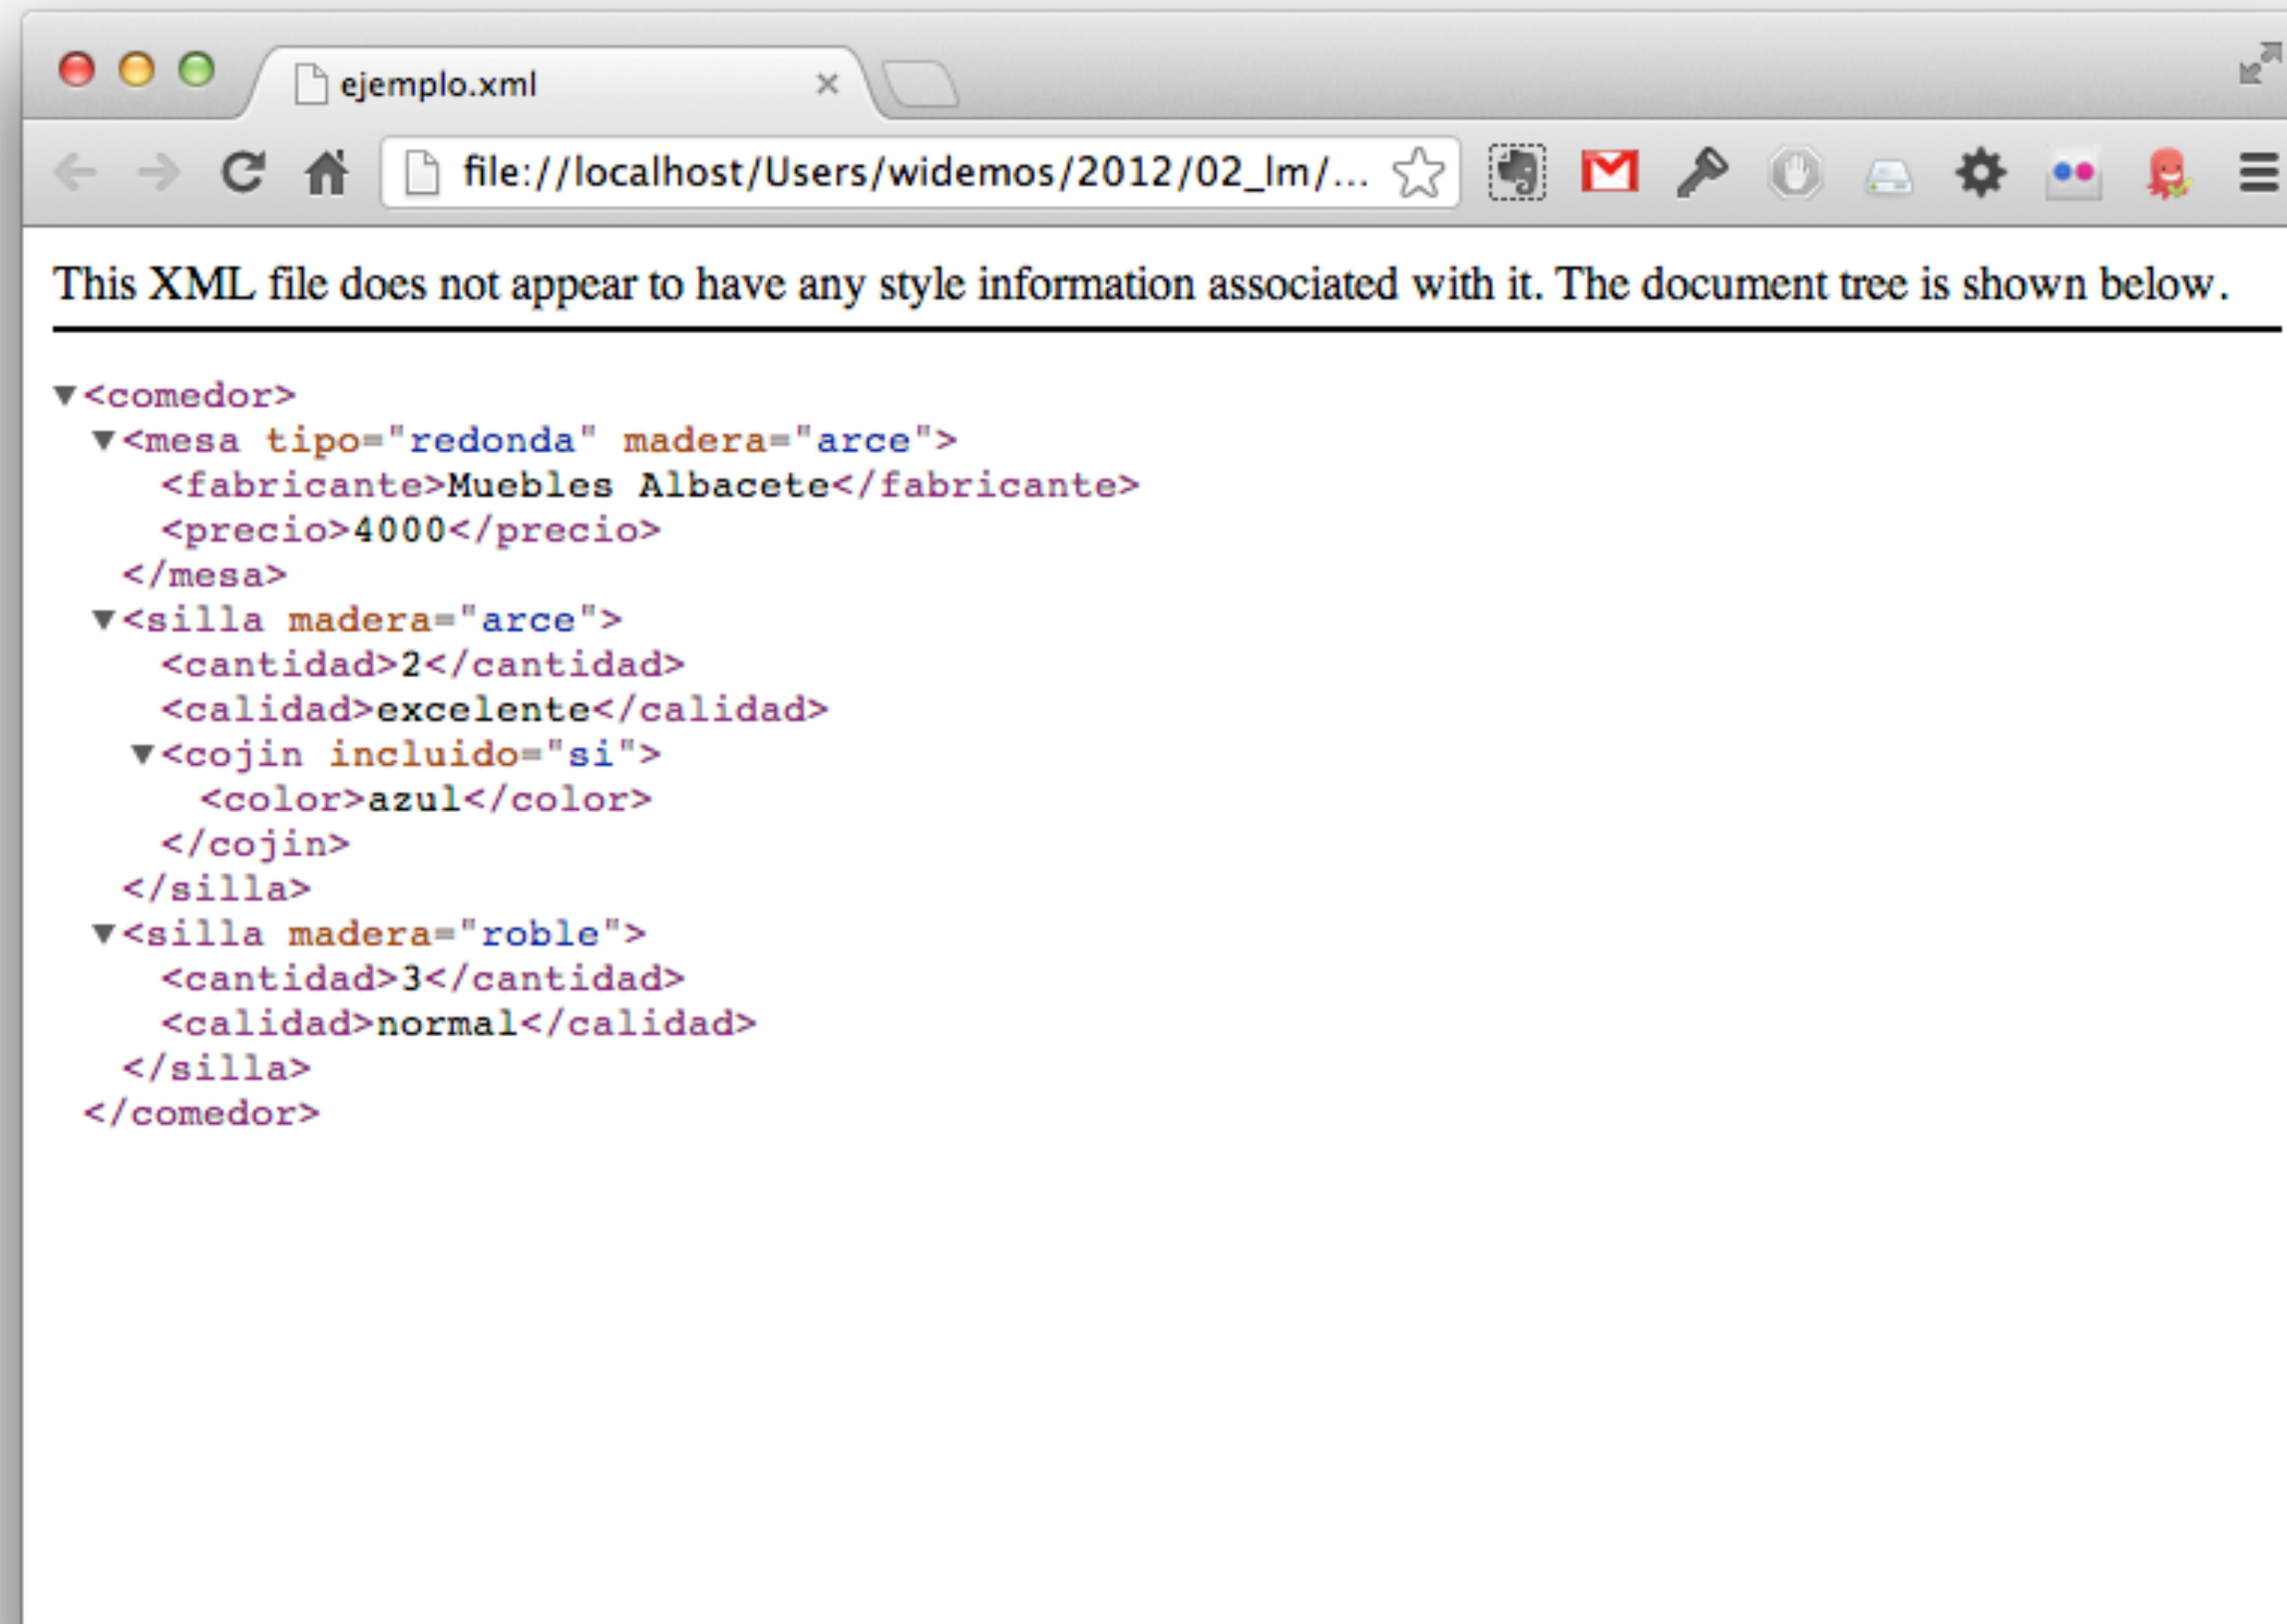 ejemplo.xml
file://localhost/Users/widemos/2012/02_lm/...
This XML file does not appear to have any style information associated with it. The document tree is shown below.
<comedor>
<mesa tipo="redonda" madera="arce">
<fabricante>Muebles Albacete</fabricante>
<precio>4000</precio>
</mesa>
<silla madera="arce">
<cantidad>2</cantidad>
<calidad>excelente</calidad>
<cojin incluido="si">
<color>azul</color>
</cojin>
</silla>
<silla madera="roble">
<cantidad>3</cantidad>
<calidad>normal</calidad>
</silla>
</comedor>